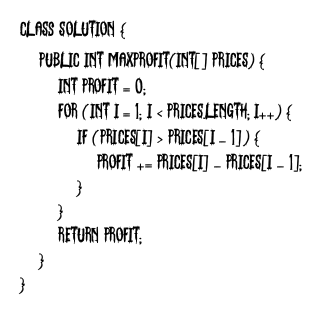 CLASS SOLUTION {
PUBLIC INT MAXPROFIT(INT[] PRICES) {
INT PROFIT = 0;
FOR (INT I = 1; I < PRICES.LENGTH; I++) {
IF (PRICES[I] > PRICES[I - 1]) {
PROFIT += PRICES[I] - PRICES[I - 1];
}
}
RETURN PROFIT;
}
}